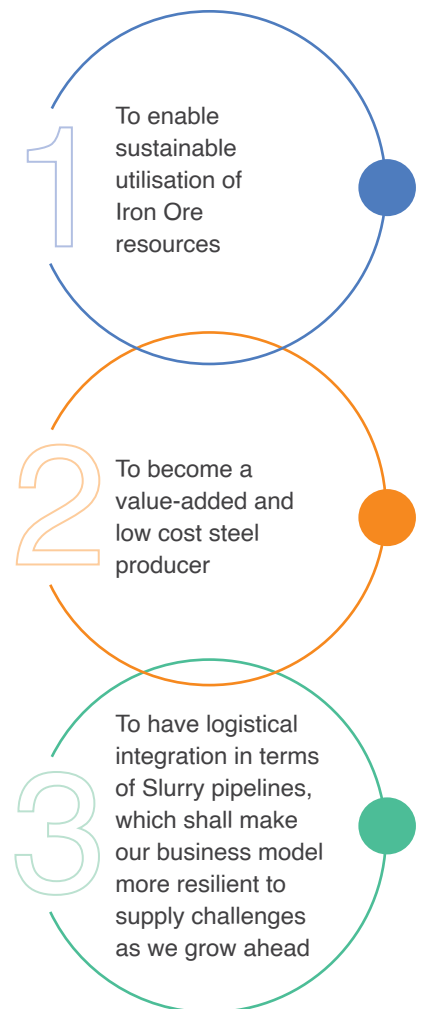 1
To enable
sustainable
utilisation of
Iron Ore
resources
2
To become a
value-added and
low cost steel
producer
3
To have logistical
integration in terms
of Slurry pipelines,
which shall make
our business model
more resilient to
supply challenges
as we grow ahead